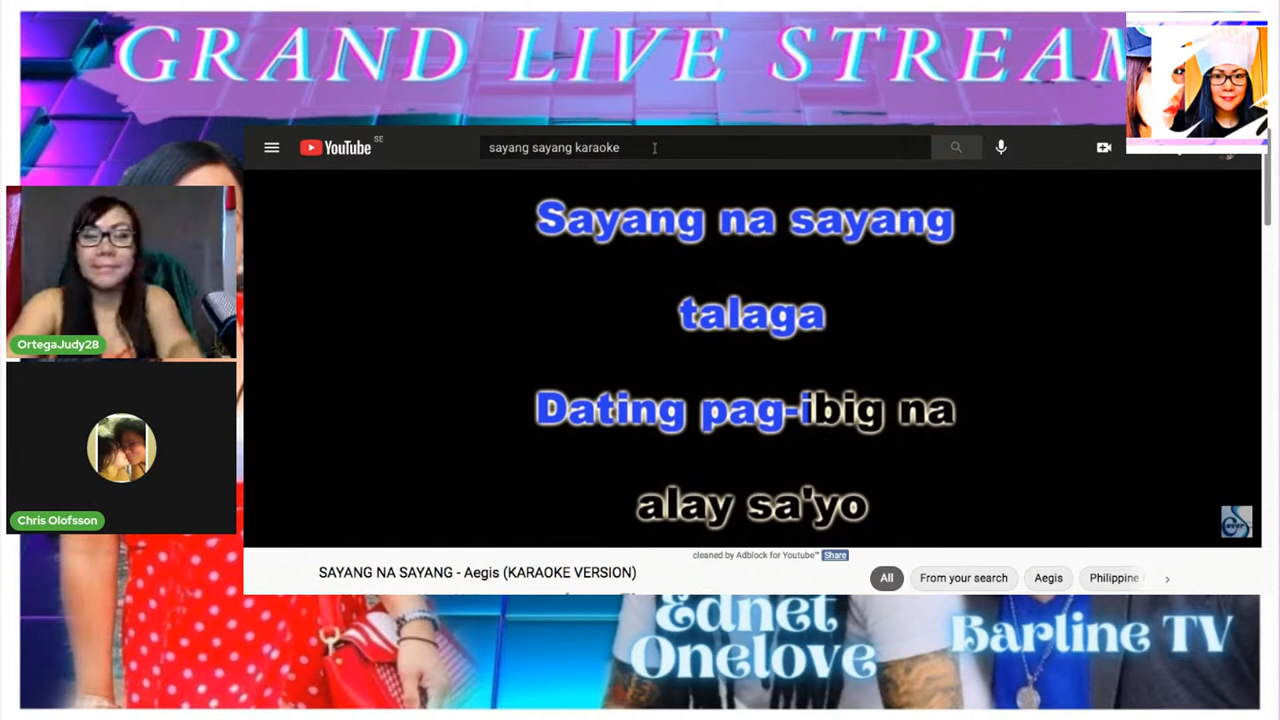 GRAND LIVE STREAM
YouTube SE
sayang sayang karaoke
Sayang na sayang
talaga
Dating pag-ibig na
alay sa'yo
OrtegaJudy28
Chris Olofsson
cleaned by Adblock for Youtube™ Share
SAYANG NA SAYANG - Aegis (KARAOKE VERSION)
All
From your search
Aegis
Philippine
Ednet
Onelove
Barline TV